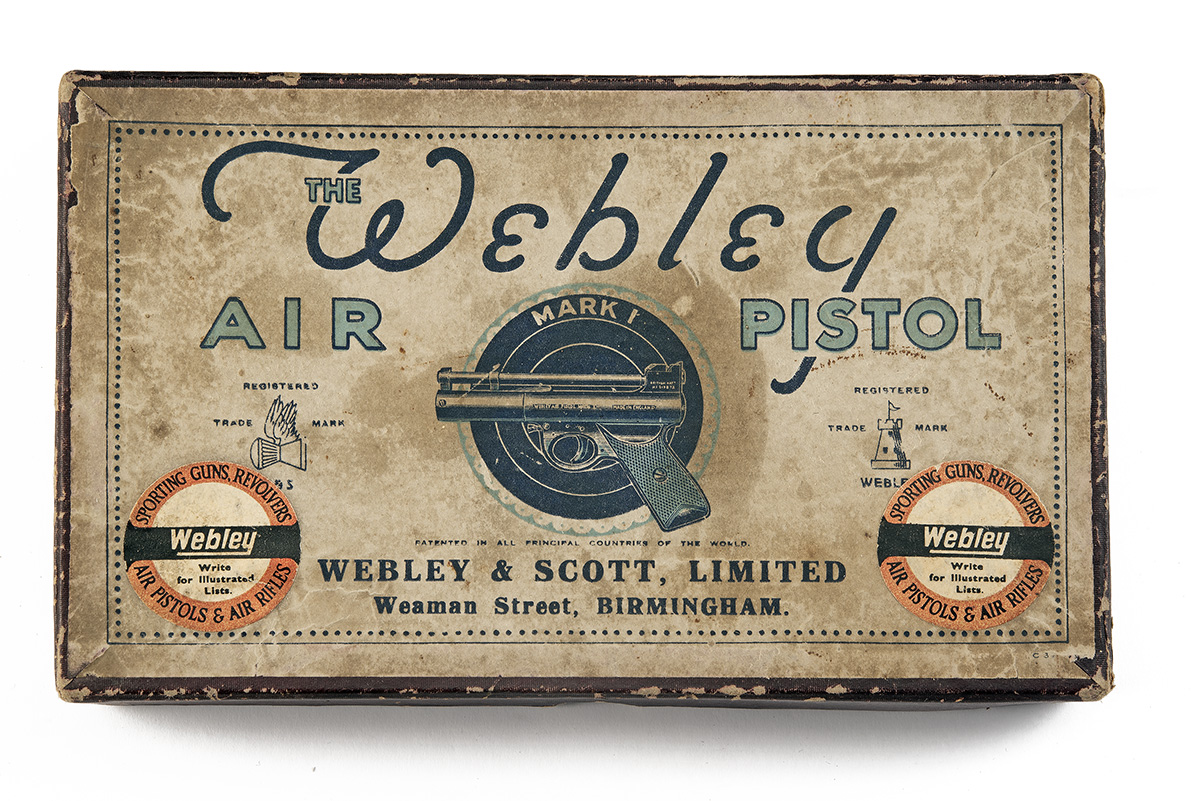 THE Webley
AIR PISTOL
MARK I
REGISTERED
TRADE MARK
REGISTERED
TRADE MARK
SPORTING GUNS, REVOLVERS
Webley
Write
for Illustrated
Lists.
AIR PISTOLS & AIR RIFLES
SPORTING GUNS, REVOLVERS
Webley
Write
for Illustrated
Lists.
AIR PISTOLS & AIR RIFLES
PATENTED IN ALL PRINCIPAL COUNTRIES OF THE WORLD.
WEBLEY & SCOTT, LIMITED
Weaman Street, BIRMINGHAM.